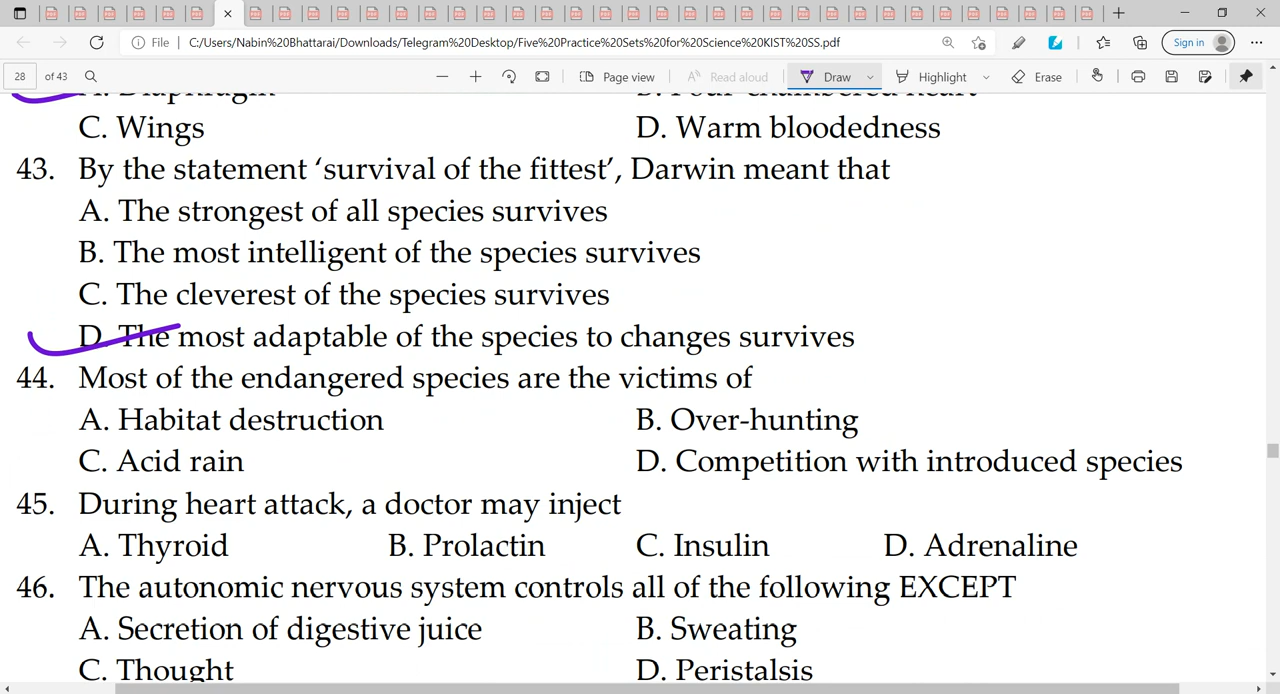 File C:/Users/Nabin%20Bhattarai/Downloads/Telegram%20Desktop/Five%20Practice%20Sets%20for%20Science%20KIST%20SS.pdf Sign in
28 of 43 Page view Read aloud Draw Highlight Erase
A. Diaphragm B. Four chambered heart
C. Wings D. Warm bloodedness
43. By the statement ‘survival of the fittest’, Darwin meant that
A. The strongest of all species survives
B. The most intelligent of the species survives
C. The cleverest of the species survives
D. The most adaptable of the species to changes survives
44. Most of the endangered species are the victims of
A. Habitat destruction B. Over-hunting
C. Acid rain D. Competition with introduced species
45. During heart attack, a doctor may inject
A. Thyroid B. Prolactin C. Insulin D. Adrenaline
46. The autonomic nervous system controls all of the following EXCEPT
A. Secretion of digestive juice B. Sweating
C. Thought D. Peristalsis